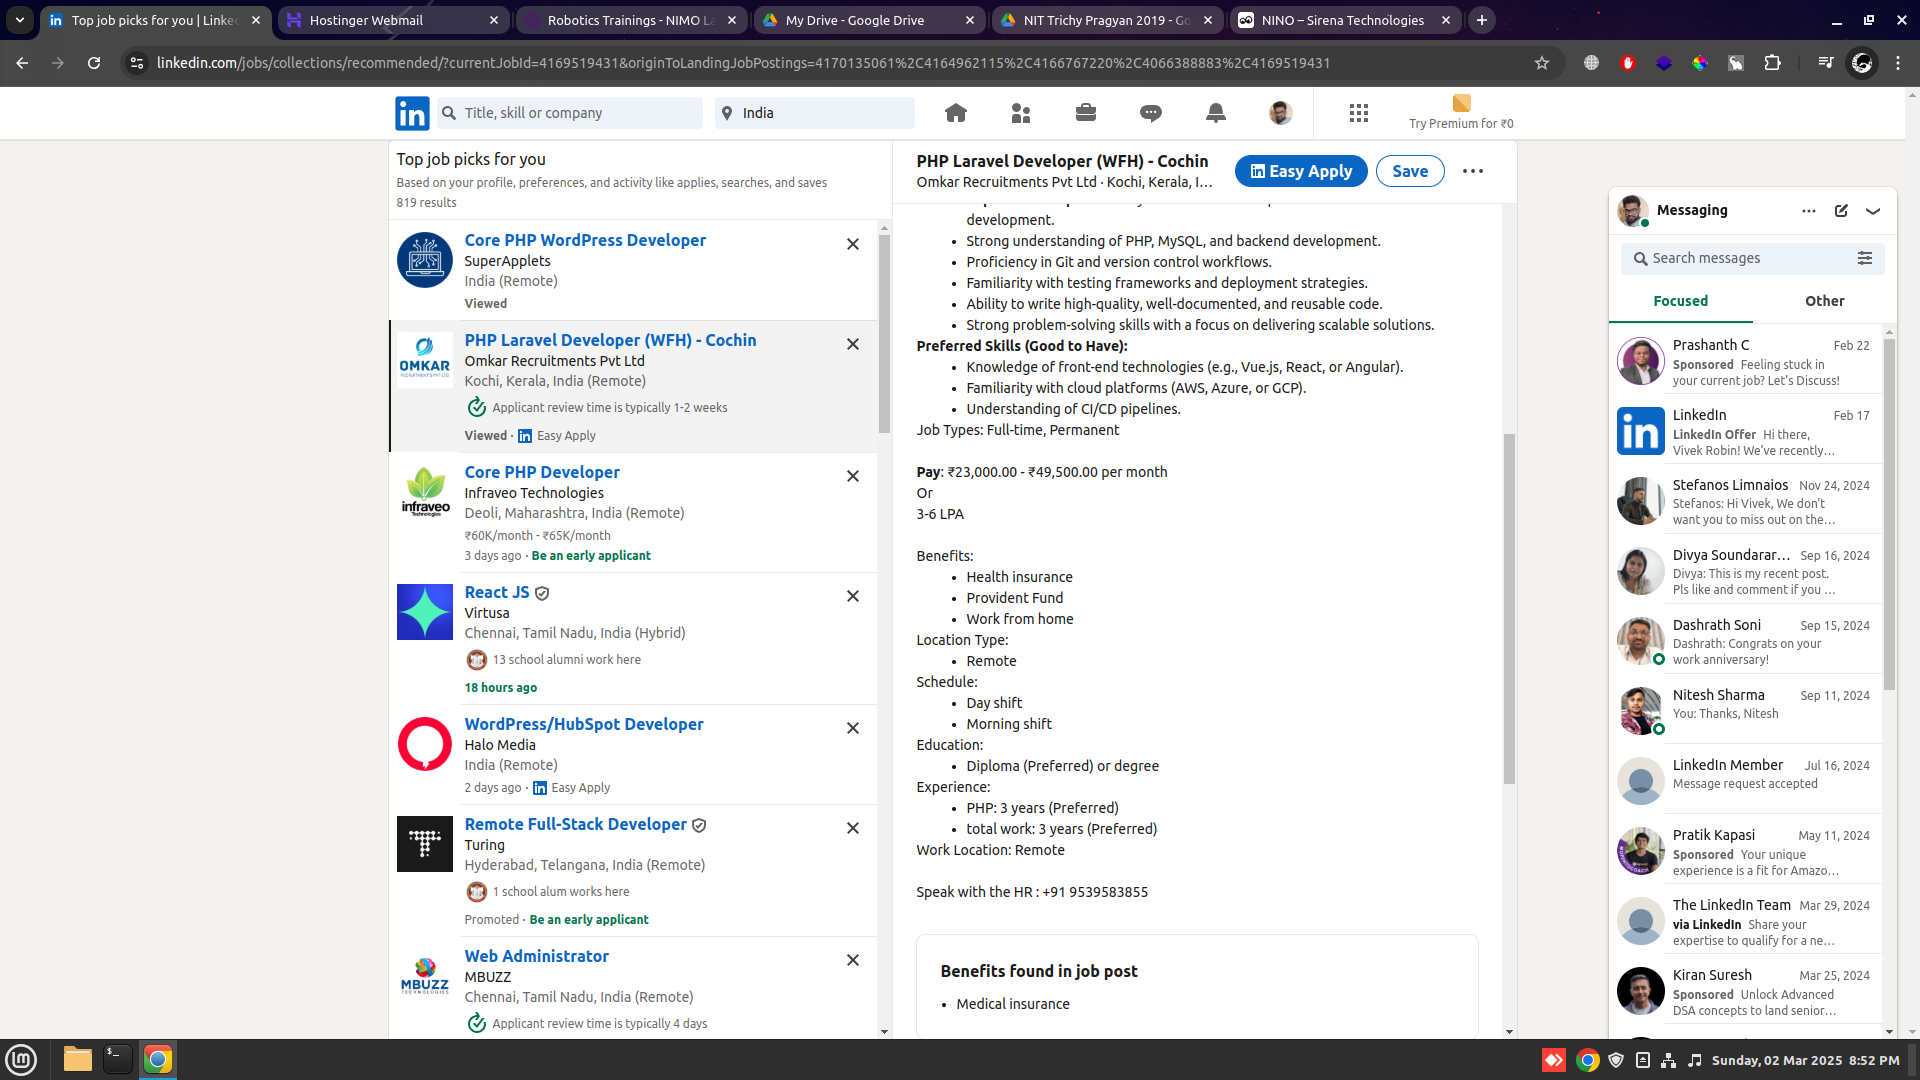 Top job picks for you | Linke
Hostinger Webmail
Robotics Trainings - NIMO La
My Drive - Google Drive
NIT Trichy Pragyan 2019 - Go
NINO – Sirena Technologies
linkedin.com/jobs/collections/recommended/?currentJobId=4169519431&originToLandingJobPostings=4170135061%2C4164962115%2C4166767220%2C4066388883%2C4169519431
in
Title, skill or company
India
Try Premium for ₹0
Top job picks for you
Based on your profile, preferences, and activity like applies, searches, and saves
819 results
Core PHP WordPress Developer
SuperApplets
India (Remote)
Viewed
OMKAR
RECRUITMENTS PVT LTD
PHP Laravel Developer (WFH) - Cochin
Omkar Recruitments Pvt Ltd
Kochi, Kerala, India (Remote)
Applicant review time is typically 1-2 weeks
Viewed · in Easy Apply
infraveo
Technologies
Core PHP Developer
Infraveo Technologies
Deoli, Maharashtra, India (Remote)
₹60K/month - ₹65K/month
3 days ago · Be an early applicant
React JS
Virtusa
Chennai, Tamil Nadu, India (Hybrid)
13 school alumni work here
18 hours ago
WordPress/HubSpot Developer
Halo Media
India (Remote)
2 days ago · in Easy Apply
Remote Full-Stack Developer
Turing
Hyderabad, Telangana, India (Remote)
1 school alum works here
Promoted · Be an early applicant
MBUZZ
TECHNOLOGIES
Web Administrator
MBUZZ
Chennai, Tamil Nadu, India (Remote)
Applicant review time is typically 4 days
PHP Laravel Developer (WFH) - Cochin
Omkar Recruitments Pvt Ltd · Kochi, Kerala, I...
in Easy Apply
Save
development.
• Strong understanding of PHP, MySQL, and backend development.
• Proficiency in Git and version control workflows.
• Familiarity with testing frameworks and deployment strategies.
• Ability to write high-quality, well-documented, and reusable code.
• Strong problem-solving skills with a focus on delivering scalable solutions.
Preferred Skills (Good to Have):
• Knowledge of front-end technologies (e.g., Vue.js, React, or Angular).
• Familiarity with cloud platforms (AWS, Azure, or GCP).
• Understanding of CI/CD pipelines.
Job Types: Full-time, Permanent
Pay: ₹23,000.00 - ₹49,500.00 per month
Or
3-6 LPA
Benefits:
• Health insurance
• Provident Fund
• Work from home
Location Type:
• Remote
Schedule:
• Day shift
• Morning shift
Education:
• Diploma (Preferred) or degree
Experience:
• PHP: 3 years (Preferred)
• total work: 3 years (Preferred)
Work Location: Remote
Speak with the HR : +91 9539583855
Benefits found in job post
• Medical insurance
Messaging
Search messages
Focused
Other
Prashanth C Feb 22
Sponsored Feeling stuck in
your current job? Let's Discuss!
in
LinkedIn Feb 17
LinkedIn Offer Hi there,
Vivek Robin! We've recently...
Stefanos Limnaios Nov 24, 2024
Stefanos: Hi Vivek, We don't
want you to miss out on the...
Divya Soundarar... Sep 16, 2024
Divya: This is my recent post.
Pls like and comment if you ...
Dashrath Soni Sep 15, 2024
Dashrath: Congrats on your
work anniversary!
Nitesh Sharma Sep 11, 2024
You: Thanks, Nitesh
LinkedIn Member Jul 16, 2024
Message request accepted
Pratik Kapasi May 11, 2024
Sponsored Your unique
experience is a fit for Amazo...
The LinkedIn Team Mar 29, 2024
via LinkedIn Share your
expertise to qualify for a ne...
Kiran Suresh Mar 25, 2024
Sponsored Unlock Advanced
DSA concepts to land senior...
Sunday, 02 Mar 2025 8:52 PM